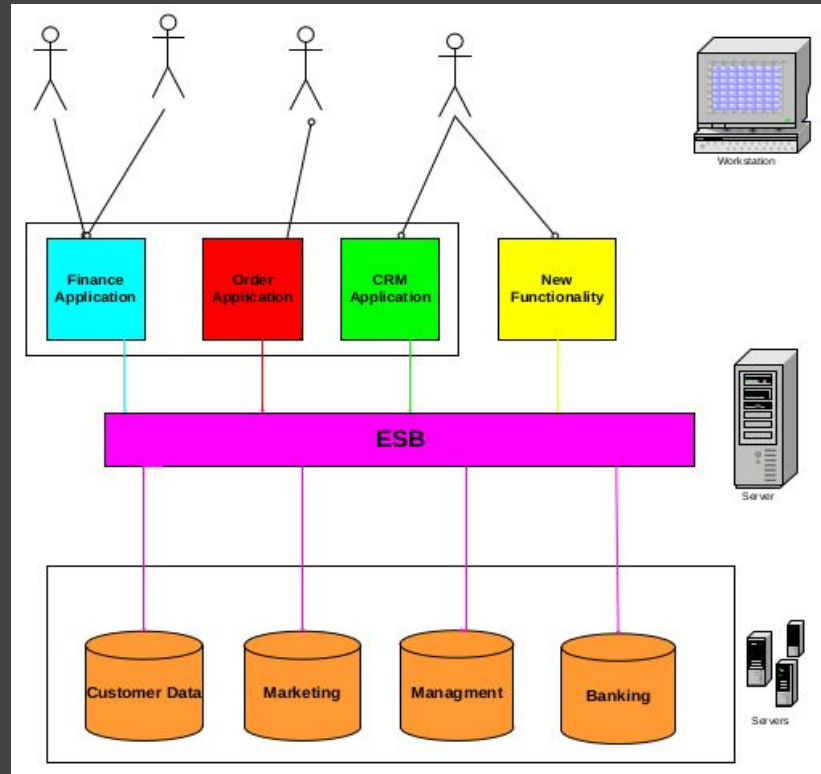 Workstation
Finance
Application
Order
Application
CRM
Application
New
Functionality
ESB
Server
Customer Data
Marketing
Managment
Banking
Servers